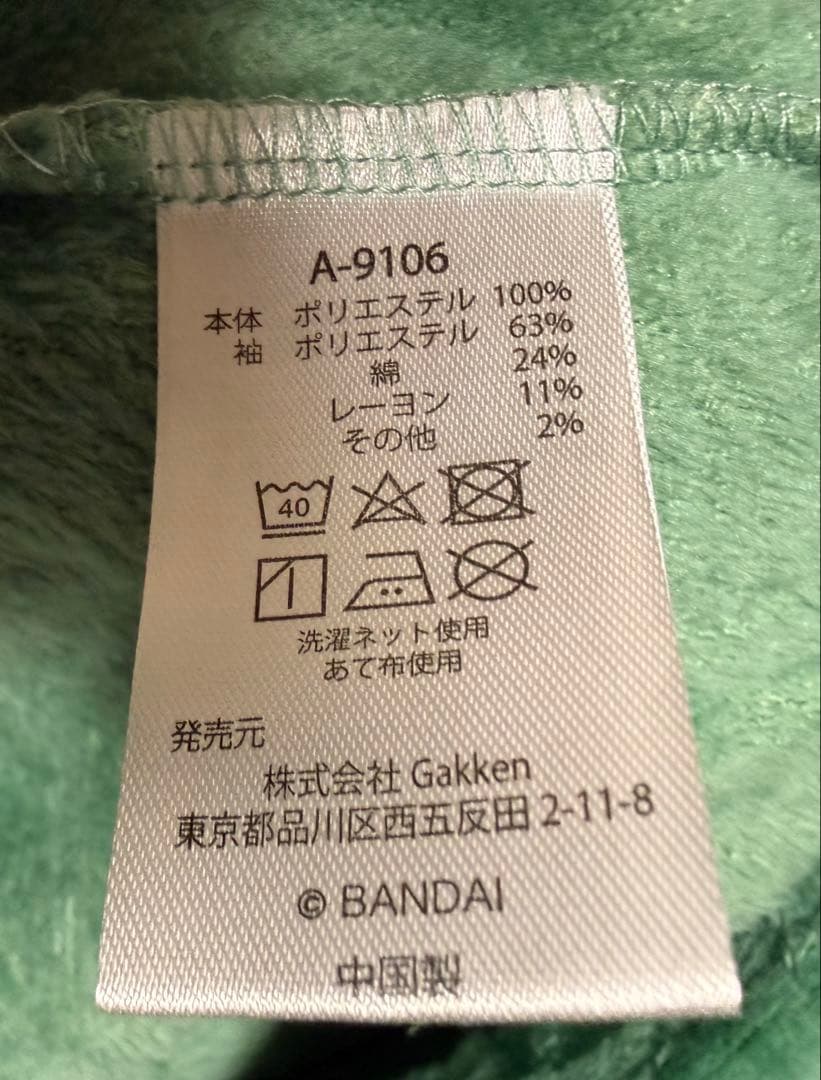 A-9106
本体 ポリエステル 100%
袖 ポリエステル 63%
綿 24%
レーヨン 11%
その他 2%
40
洗濯ネット使用
あて布使用
発売元
株式会社 Gakken
東京都品川区西五反田 2-11-8
© BANDAI
中国製